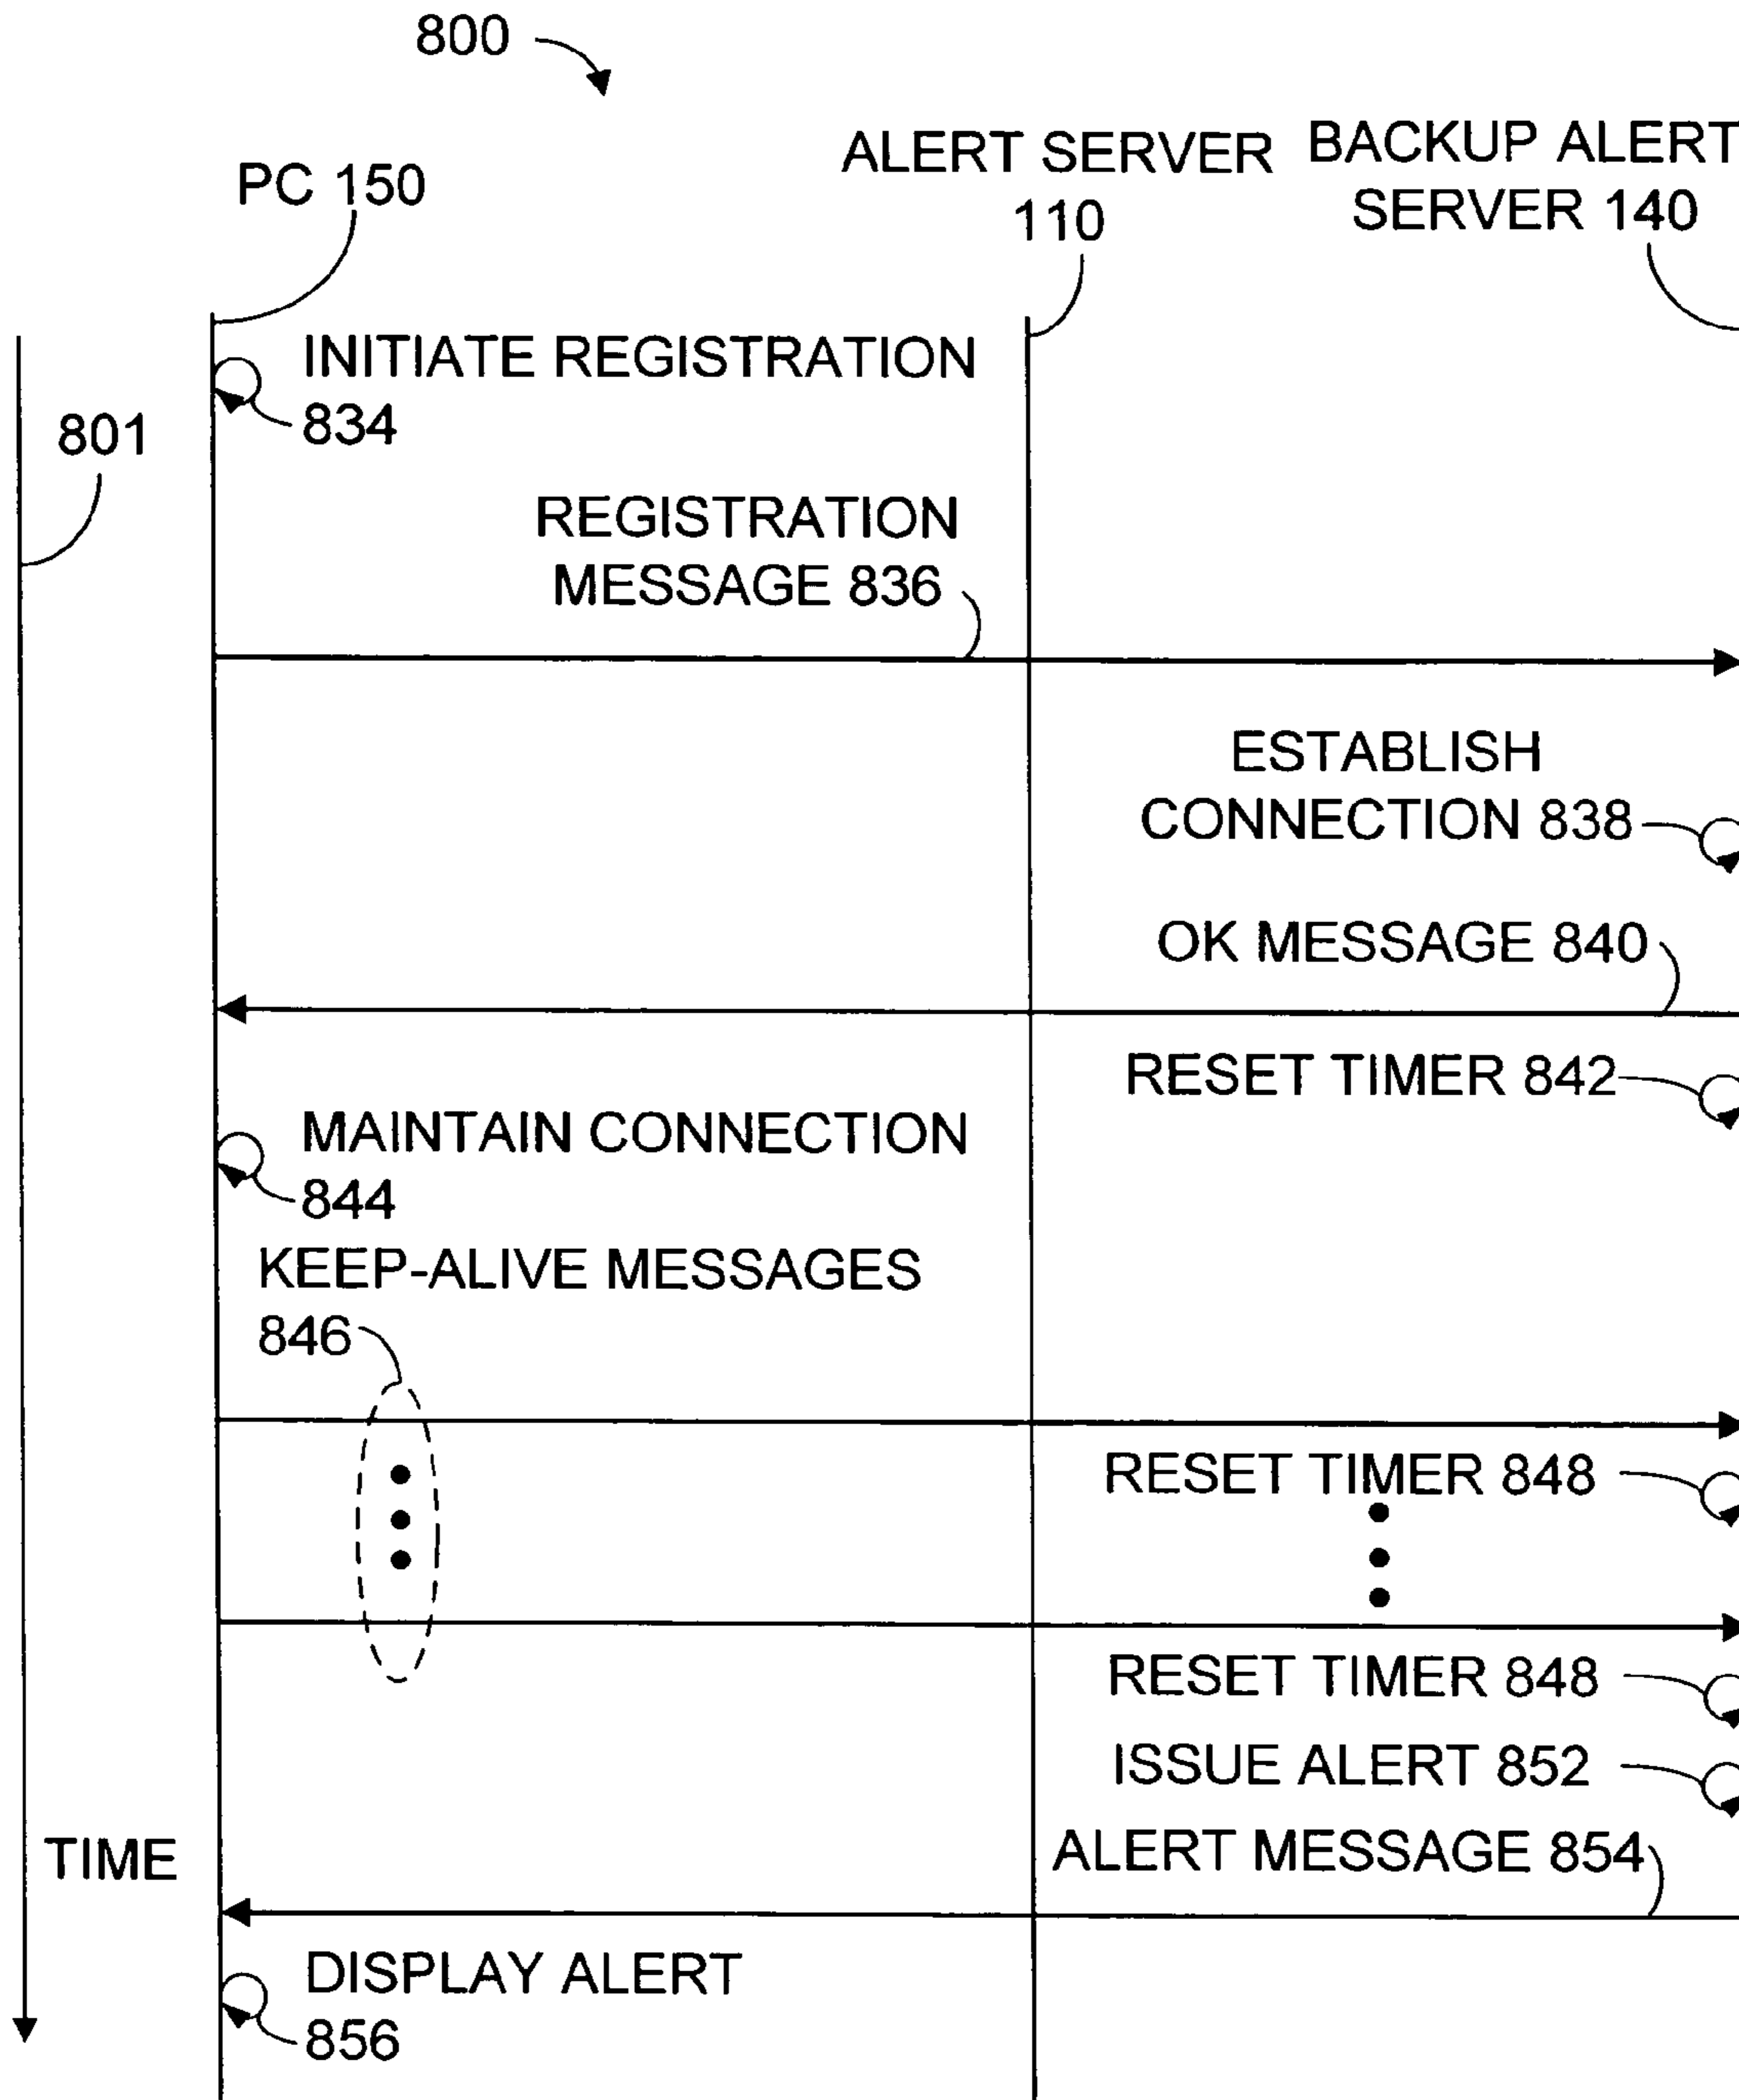 800
PC 150
ALERT SERVER
110
BACKUP ALERT
SERVER 140
801
INITIATE REGISTRATION
834
REGISTRATION
MESSAGE 836
ESTABLISH
CONNECTION 838
OK MESSAGE 840
RESET TIMER 842
MAINTAIN CONNECTION
844
KEEP-ALIVE MESSAGES
846
RESET TIMER 848
RESET TIMER 848
ISSUE ALERT 852
ALERT MESSAGE 854
TIME
DISPLAY ALERT
856